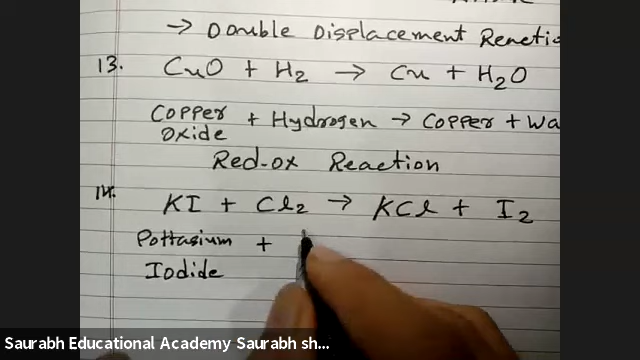 → Double Displacement Reactio
13. CuO + H₂ → Cu + H₂O
Copper + Hydrogen → Copper + Wa
Oxide
Red-ox Reaction
14. KI + Cl₂ → KCl + I₂
Pottasium +
Iodide
Saurabh Educational Academy Saurabh sh...